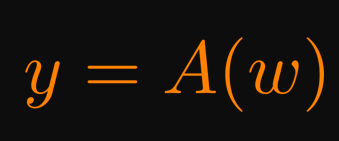 y = A(w)